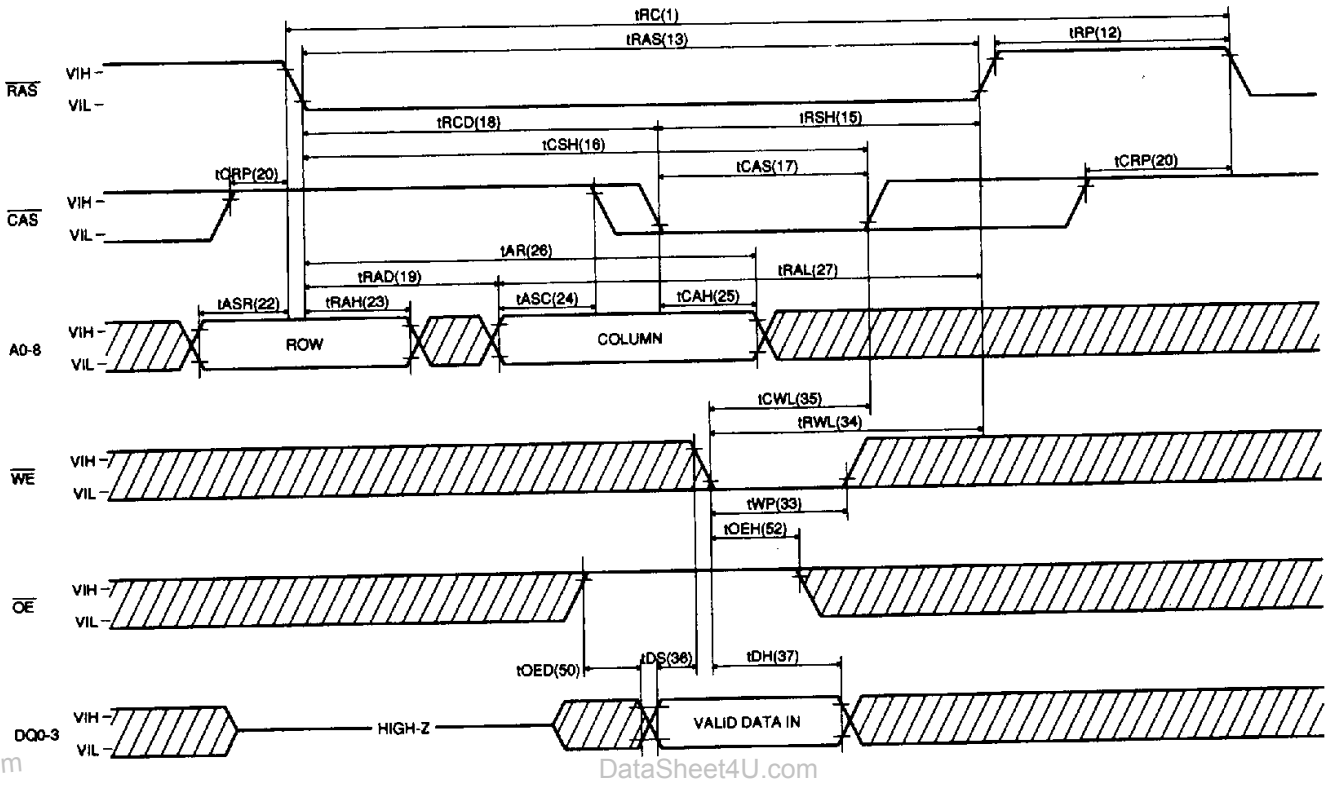 tRC(1)
tRAS(13)
tRP(12)
RAS
VIH
VIL
tRCD(18)
tRSH(15)
tCSH(16)
tCRP(20)
tCAS(17)
tCRP(20)
CAS
VIH
VIL
tAR(26)
tRAD(19)
tRAL(27)
tASR(22)
tRAH(23)
tASC(24)
tCAH(25)
A0-8
VIH
VIL
ROW
COLUMN
tCWL(35)
tRWL(34)
WE
VIH
VIL
tWP(33)
tOEH(52)
OE
VIH
VIL
tOED(50)
tDS(36)
tDH(37)
DQ0-3
VIH
VIL
HIGH-Z
VALID DATA IN
m
DataSheet4U.com